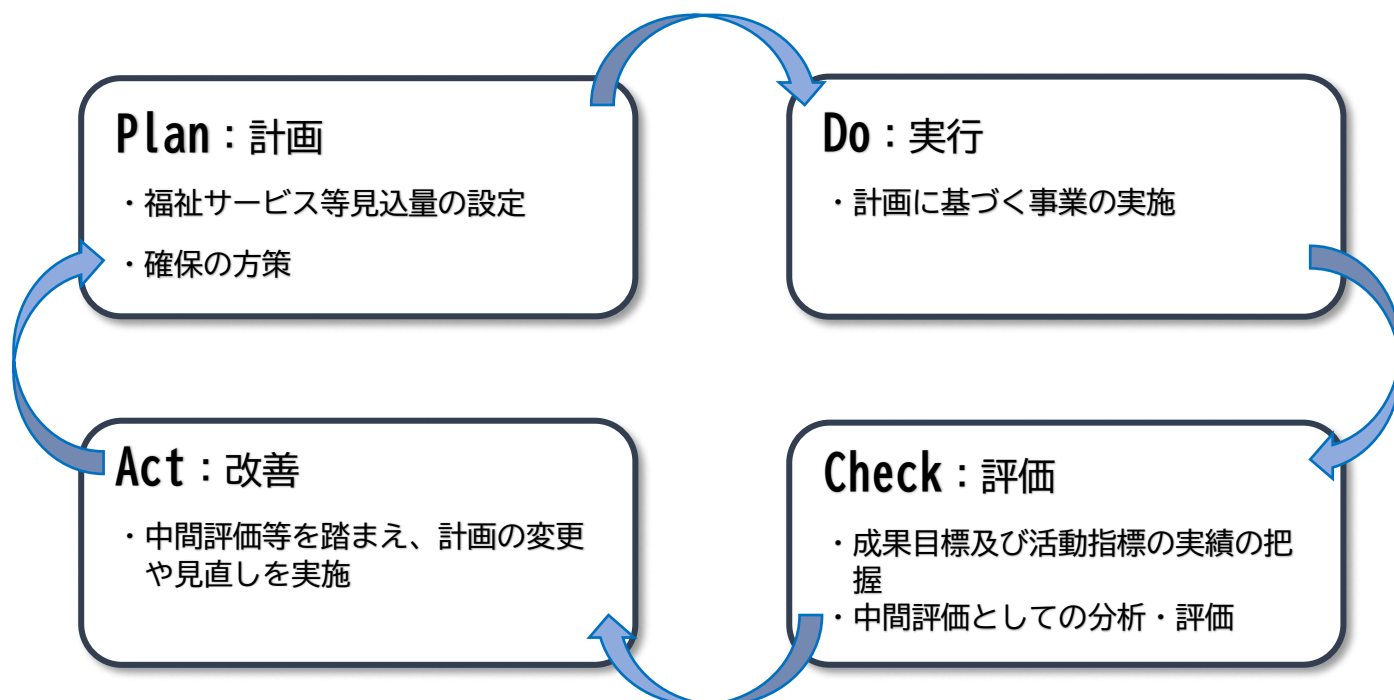 Plan：計画
・福祉サービス等見込量の設定
・確保の方策
Do：実行
・計画に基づく事業の実施
Act：改善
・中間評価等を踏まえ、計画の変更
や見直しを実施
Check：評価
・成果目標及び活動指標の実績の把
握
・中間評価としての分析・評価